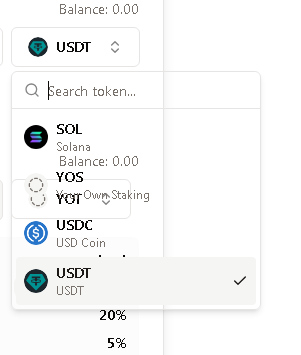 Balance: 0.00
USDT
Search token...
SOL
Solana
Balance: 0.00
YOS
Your Own Staking
YOT
USDC
USD Coin
USDT
USDT
20%
5%